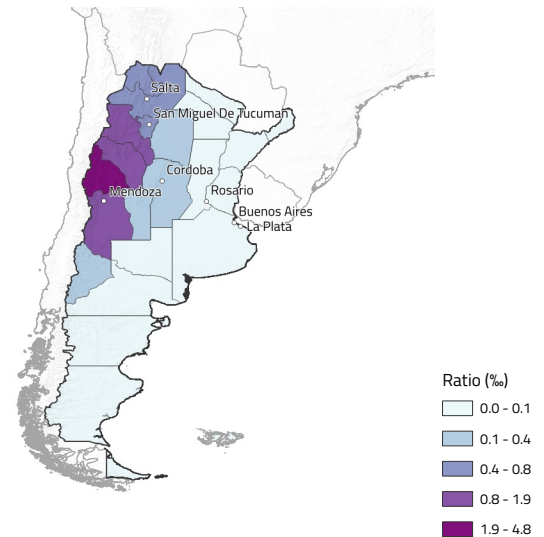 Salta
San Miguel De Tucuman
Cordoba
Mendoza
Rosario
Buenos Aires
La Plata
Ratio (‰)
0.0 - 0.1
0.1 - 0.4
0.4 - 0.8
0.8 - 1.9
1.9 - 4.8